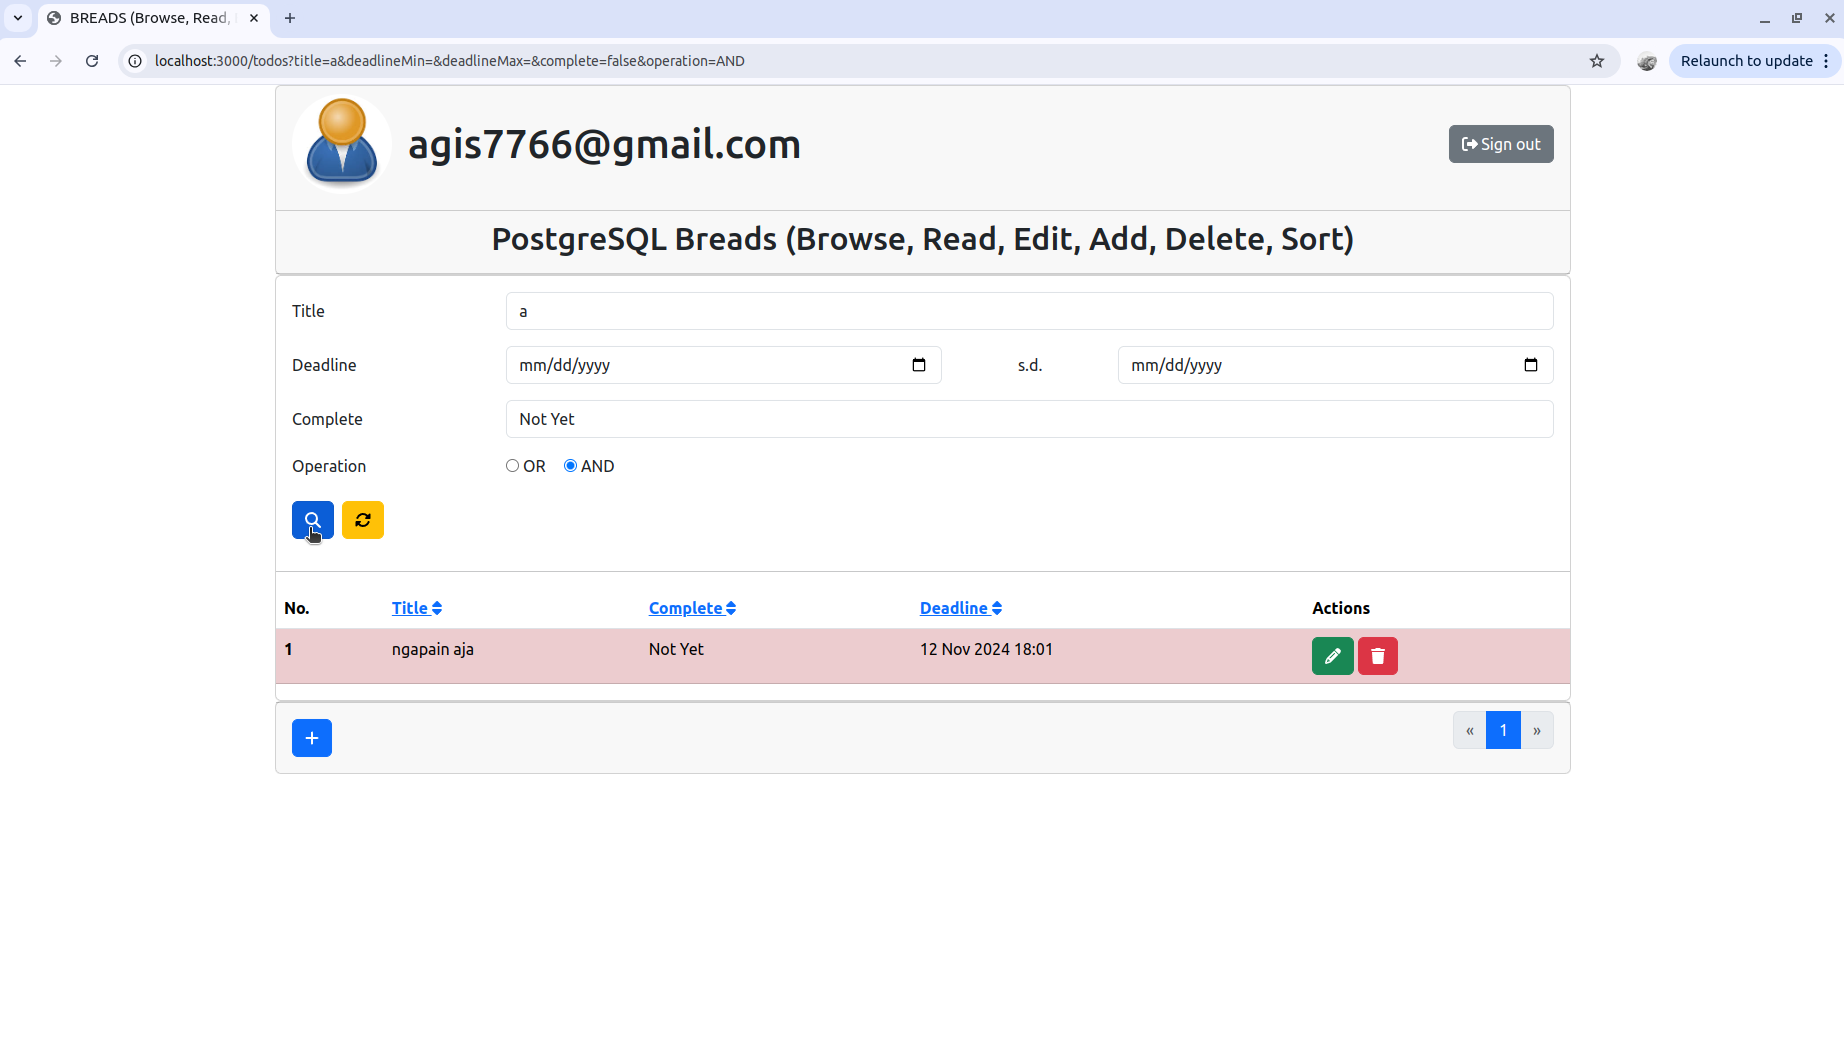 BREADS (Browse, Read,
localhost:3000/todos?title=a&deadlineMin=&deadlineMax=&complete=false&operation=AND
Relaunch to update
agis7766@gmail.com
Sign out
PostgreSQL Breads (Browse, Read, Edit, Add, Delete, Sort)
Title a
Deadline mm/dd/yyyy s.d. mm/dd/yyyy
Complete Not Yet
Operation OR AND
No. Title Complete Deadline Actions
1 ngapain aja Not Yet 12 Nov 2024 18:01
+ « 1 »